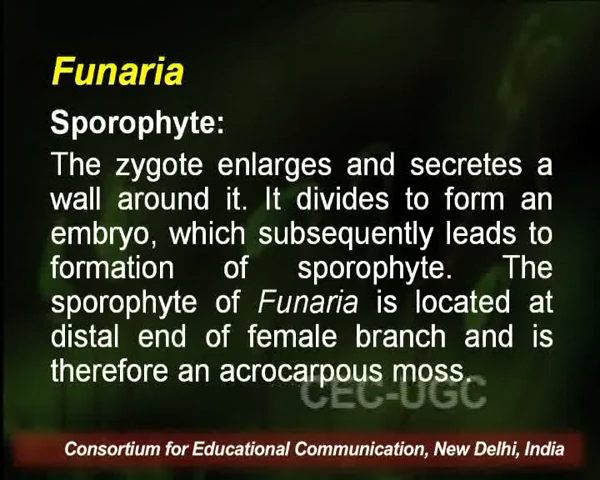 Funaria
Sporophyte:
The zygote enlarges and secretes a
wall around it. It divides to form an
embryo, which subsequently leads to
formation of sporophyte. The
sporophyte of Funaria is located at
distal end of female branch and is
therefore an acrocarpous moss.
CEC-UGC
Consortium for Educational Communication, New Delhi, India